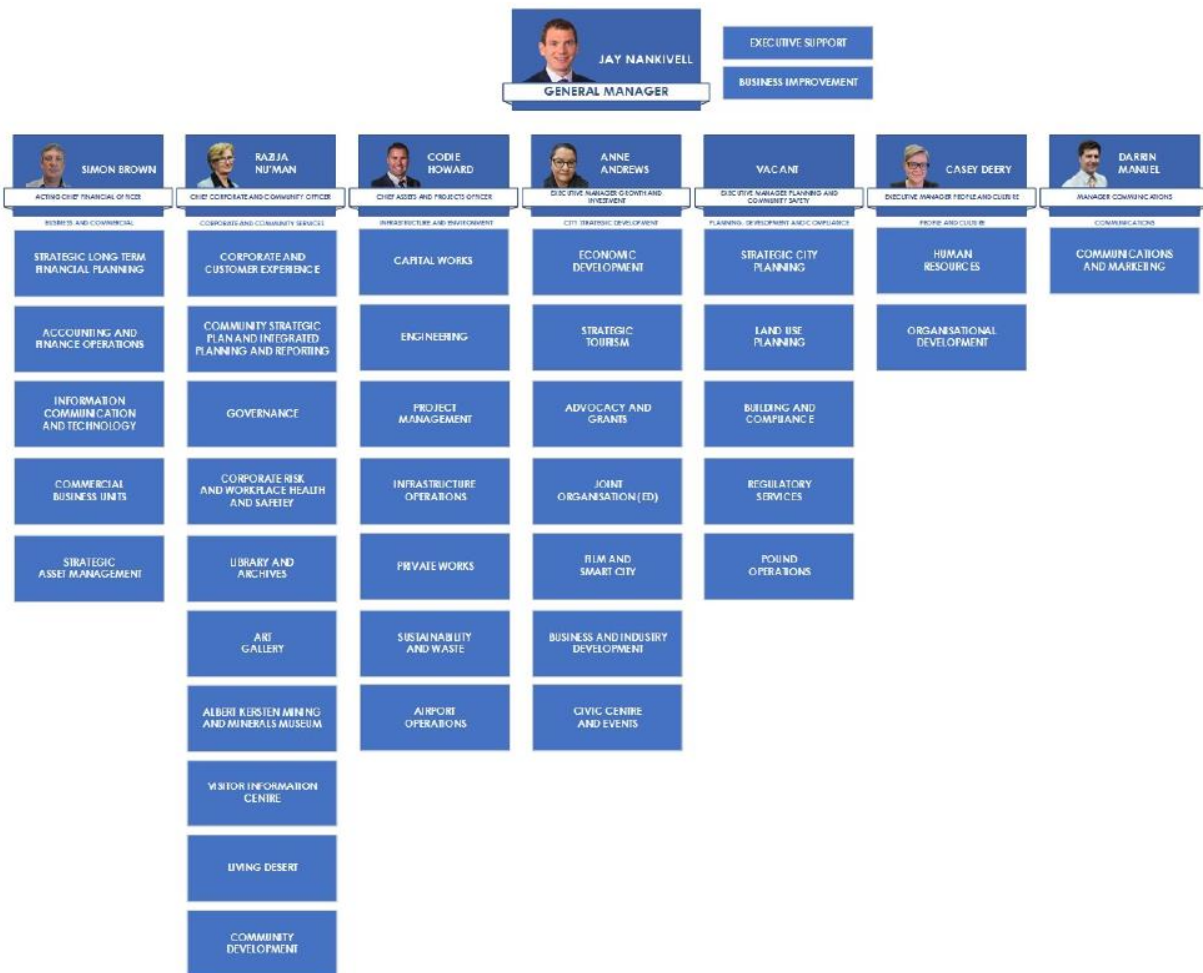 JAY NANKIVELL
GENERAL MANAGER
EXECUTIVE SUPPORT
BUSINESS IMPROVEMENT
SIMON BROWN
ACTING CHIEF FINANCIAL OFFICER
BUSINESS AND COMMERCIAL
STRATEGIC LONG TERM
FINANCIAL PLANNING
ACCOUNTING AND
FINANCE OPERATIONS
INFORMATION
COMMUNICATION
AND TECHNOLOGY
COMMERCIAL
BUSINESS UNITS
STRATEGIC
ASSET MANAGEMENT
RAZIJA
NU'MAN
CHIEF CORPORATE AND COMMUNITY OFFICER
CORPORATE AND COMMUNITY SERVICES
CORPORATE AND
CUSTOMER EXPERIENCE
COMMUNITY STRATEGIC
PLAN AND INTEGRATED
PLANNING AND REPORTING
GOVERNANCE
CORPORATE RISK
AND WORKPLACE HEALTH
AND SAFETEY
LIBRARY AND
ARCHIVES
ART
GALLERY
ALBERT KERSTEN MINING
AND MINERALS MUSEUM
VISITOR INFORMATION
CENTRE
LIVING DESERT
COMMUNITY
DEVELOPMENT
CODIE
HOWARD
CHIEF ASSETS AND PROJECTS OFFICER
INFRASTRUCTURE AND ENVIRONMENT
CAPITAL WORKS
ENGINEERING
PROJECT
MANAGEMENT
INFRASTRUCTURE
OPERATIONS
PRIVATE WORKS
SUSTAINABILITY
AND WASTE
AIRPORT
OPERATIONS
ANNE
ANDREWS
EXECUTIVE MANAGER GROWTH AND
INVESTMENT
CITY STRATEGIC DEVELOPMENT
ECONOMIC
DEVELOPMENT
STRATEGIC
TOURISM
ADVOCACY AND
GRANTS
JOINT
ORGANISATION (ED)
FILM AND
SMART CITY
BUSINESS AND INDUSTRY
DEVELOPMENT
CIVIC CENTRE
AND EVENTS
VACANT
EXECUTIVE MANAGER PLANNING AND
COMMUNITY SAFETY
PLANNING, DEVELOPMENT AND COMPLIANCE
STRATEGIC CITY
PLANNING
LAND USE
PLANNING
BUILDING AND
COMPLIANCE
REGULATORY
SERVICES
POUND
OPERATIONS
CASEY DEERY
EXECUTIVE MANAGER PEOPLE AND CULTURE
PEOPLE AND CULTURE
HUMAN
RESOURCES
ORGANISATIONAL
DEVELOPMENT
DARRIN
MANUEL
MANAGER COMMUNICATIONS
COMMUNICATIONS
COMMUNICATIONS
AND MARKETING